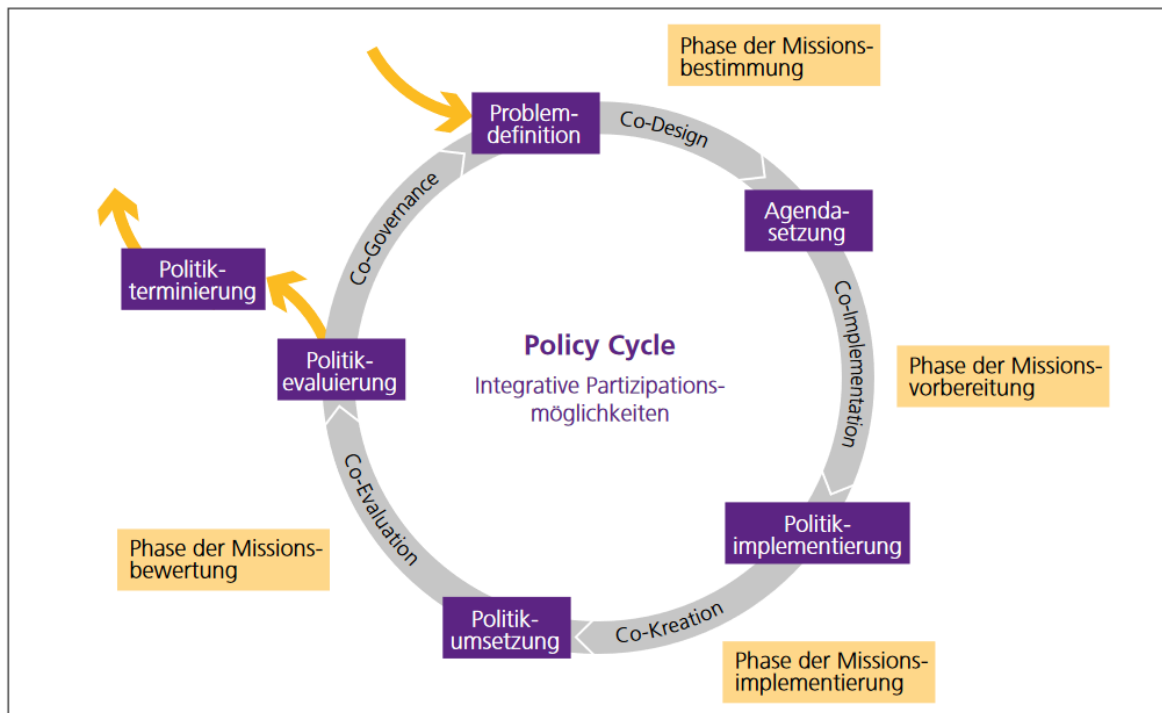 Phase der Missions-
bestimmung
Problem-
definition
Co-Design
Agenda-
setzung
Co-Implementation
Phase der Missions-
vorbereitung
Politik-
implementierung
Co-Kreation
Phase der Missions-
implementierung
Politik-
umsetzung
Co-Evaluation
Phase der Missions-
bewertung
Politik-
evaluierung
Politik-
terminierung
Co-Governance
Policy Cycle
Integrative Partizipations-
möglichkeiten